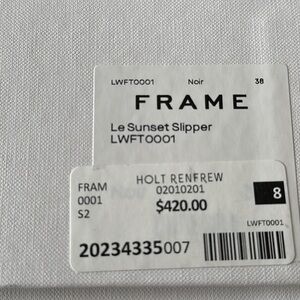 LWFT0001 Noir 38
FRAME
Le Sunset Slipper
LWFT0001
FRAM HOLT RENFREW
0001 02010201
S2 $420.00 8
LWFT0001
20234335007